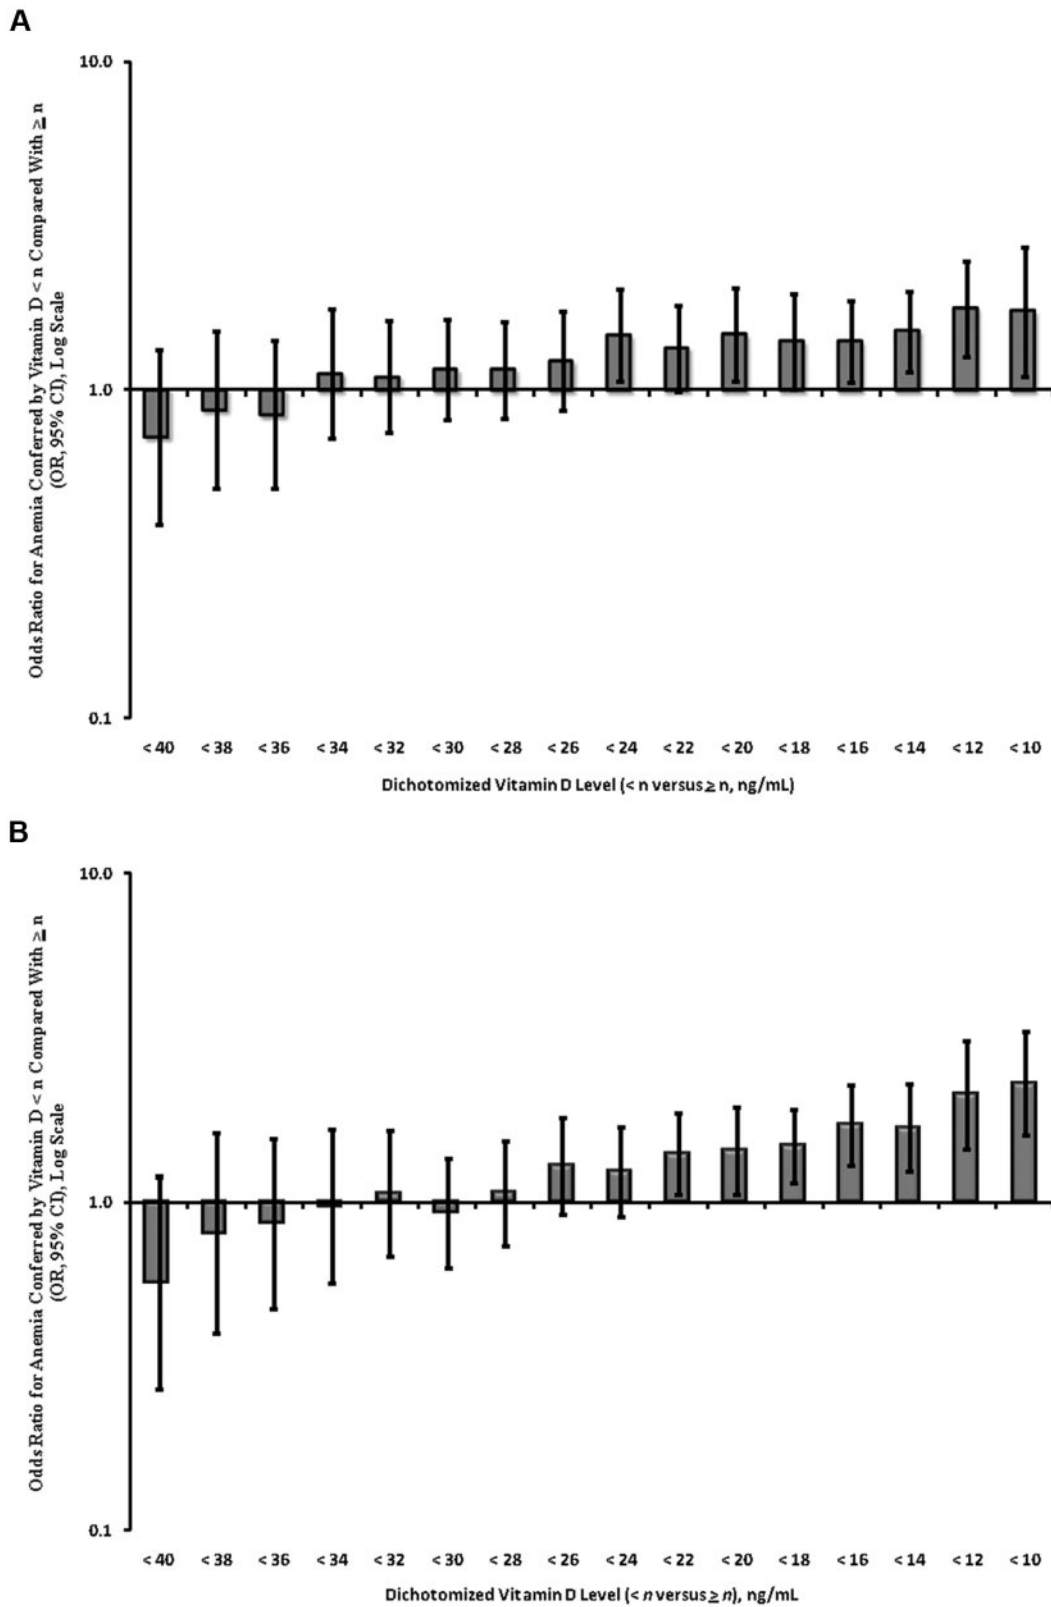 A
10.0
1.0
0.1
Odds Ratio for Anemia Conferred by Vitamin D < n Compared With ≥ n
(OR, 95% CI), Log Scale
< 40 < 38 < 36 < 34 < 32 < 30 < 28 < 26 < 24 < 22 < 20 < 18 < 16 < 14 < 12 < 10
Dichotomized Vitamin D Level (< n versus ≥ n, ng/mL)
B
10.0
1.0
0.1
Odds Ratio for Anemia Conferred by Vitamin D < n Compared With ≥ n
(OR, 95% CI), Log Scale
< 40 < 38 < 36 < 34 < 32 < 30 < 28 < 26 < 24 < 22 < 20 < 18 < 16 < 14 < 12 < 10
Dichotomized Vitamin D Level (< n versus ≥ n), ng/mL